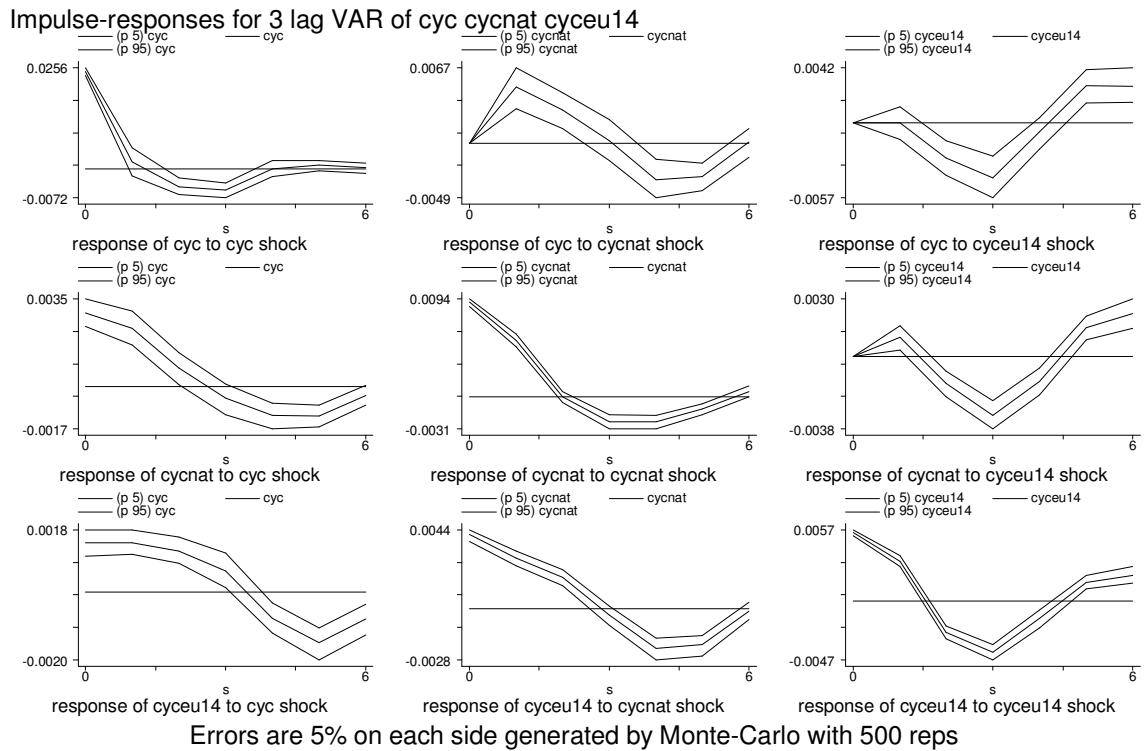 Impulse-responses for 3 lag VAR of cyc cycnat cyceu14
(p 5) cyc cyc
(p 95) cyc
0.0256
-0.0072
0 6
s
response of cyc to cyc shock
(p 5) cycnat cycnat
(p 95) cycnat
0.0067
-0.0049
0 6
s
response of cyc to cycnat shock
(p 5) cyceu14 cyceu14
(p 95) cyceu14
0.0042
-0.0057
0 6
s
response of cyc to cyceu14 shock
(p 5) cyc cyc
(p 95) cyc
0.0035
-0.0017
0 6
s
response of cycnat to cyc shock
(p 5) cycnat cycnat
(p 95) cycnat
0.0094
-0.0031
0 6
s
response of cycnat to cycnat shock
(p 5) cyceu14 cyceu14
(p 95) cyceu14
0.0030
-0.0038
0 6
s
response of cycnat to cyceu14 shock
(p 5) cyc cyc
(p 95) cyc
0.0018
-0.0020
0 6
s
response of cyceu14 to cyc shock
(p 5) cycnat cycnat
(p 95) cycnat
0.0044
-0.0028
0 6
s
response of cyceu14 to cycnat shock
(p 5) cyceu14 cyceu14
(p 95) cyceu14
0.0057
-0.0047
0 6
s
response of cyceu14 to cyceu14 shock
Errors are 5% on each side generated by Monte-Carlo with 500 reps